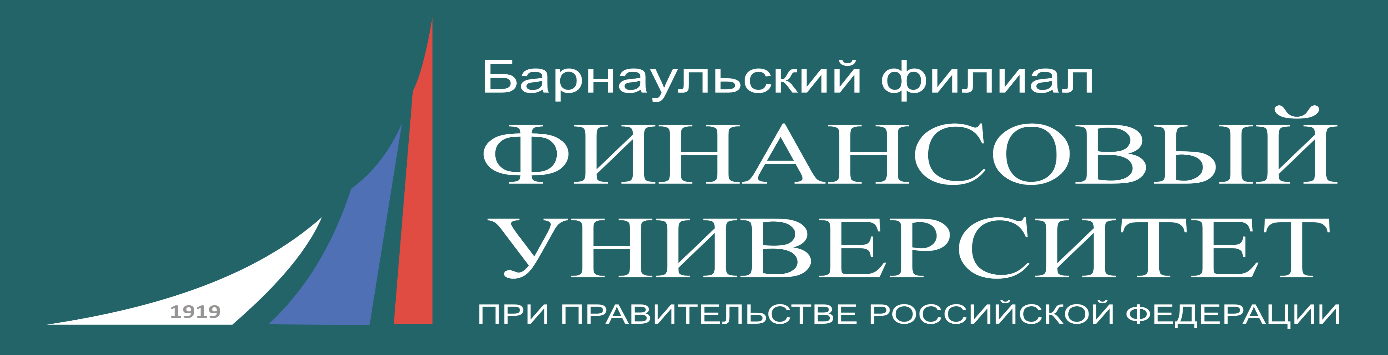 Барнаульский филиал
ФИНАНСОВЫЙ
УНИВЕРСИТЕТ
ПРИ ПРАВИТЕЛЬСТВЕ РОССИЙСКОЙ ФЕДЕРАЦИИ
1919